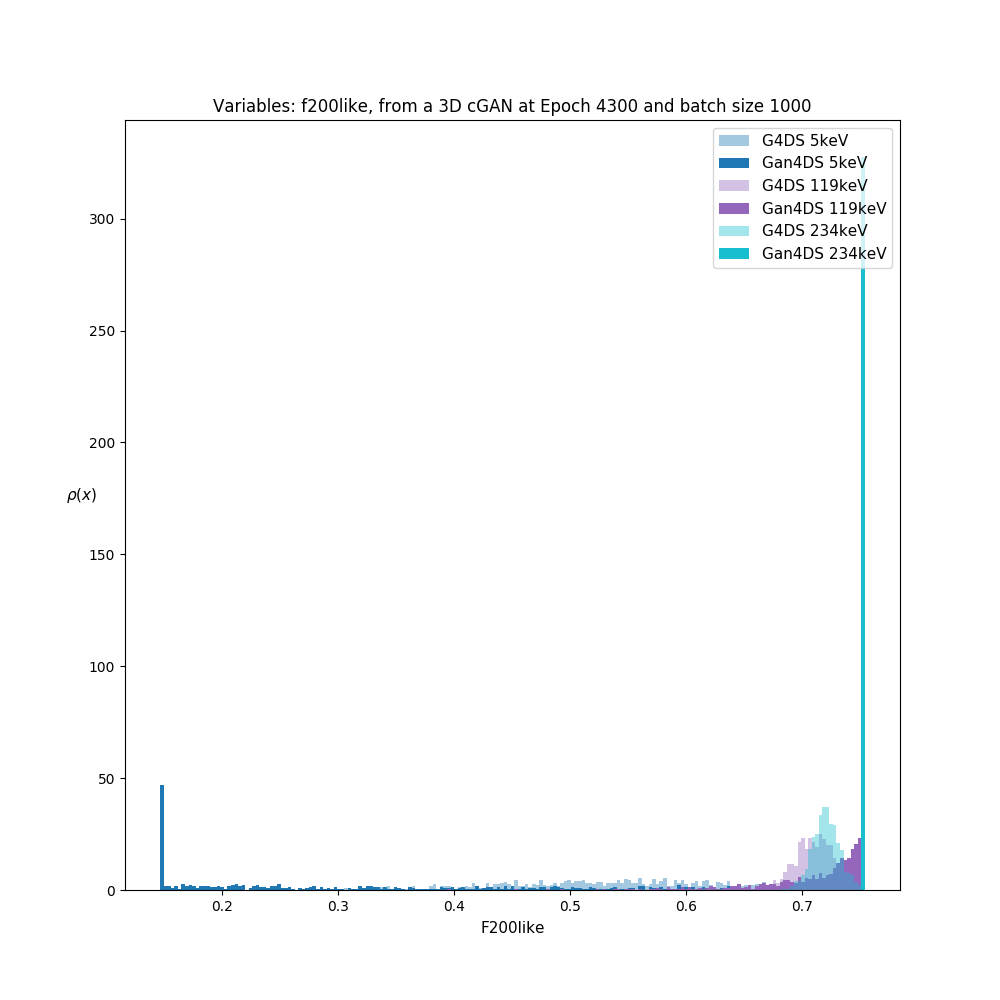 Variables: f200like, from a 3D cGAN at Epoch 4300 and batch size 1000
G4DS 5keV
Gan4DS 5keV
G4DS 119keV
Gan4DS 119keV
G4DS 234keV
Gan4DS 234keV
300
250
200
150
100
50
0
ρ(x)
0.2 0.3 0.4 0.5 0.6 0.7
F200like